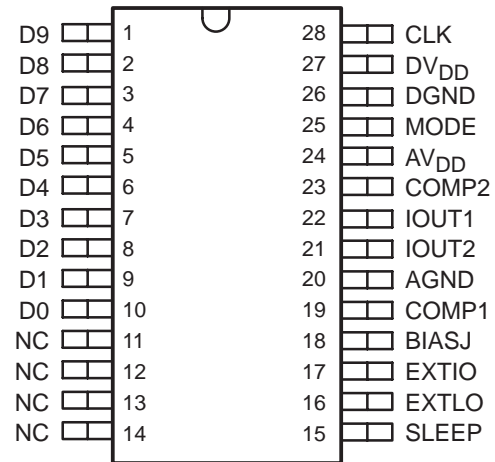 D9 1 28 CLK
D8 2 27 DVDD
D7 3 26 DGND
D6 4 25 MODE
D5 5 24 AVDD
D4 6 23 COMP2
D3 7 22 IOUT1
D2 8 21 IOUT2
D1 9 20 AGND
D0 10 19 COMP1
NC 11 18 BIASJ
NC 12 17 EXTIO
NC 13 16 EXTLO
NC 14 15 SLEEP